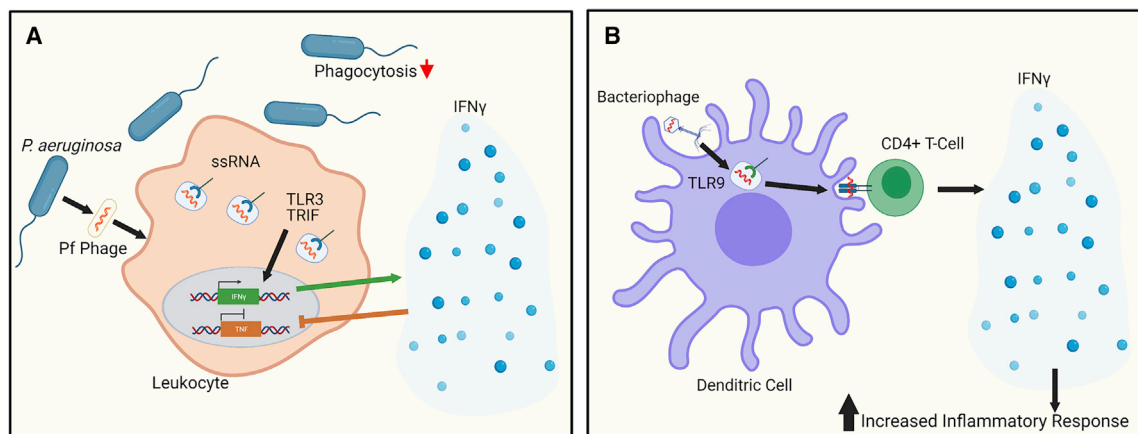 A
Phagocytosis
IFNγ
P. aeruginosa
ssRNA
TLR3
TRIF
Pf Phage
IFNγ
TNF
Leukocyte
B
IFNγ
Bacteriophage
CD4+ T-Cell
TLR9
Denditric Cell
Increased Inflammatory Response